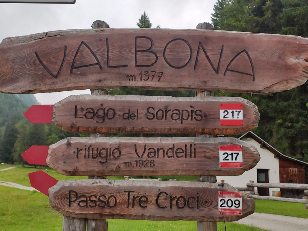 VALBONA
m 1377
Lago del Sorapis
217
rifugio Vandelli
m 1928
217
Passo Tre Croci
209